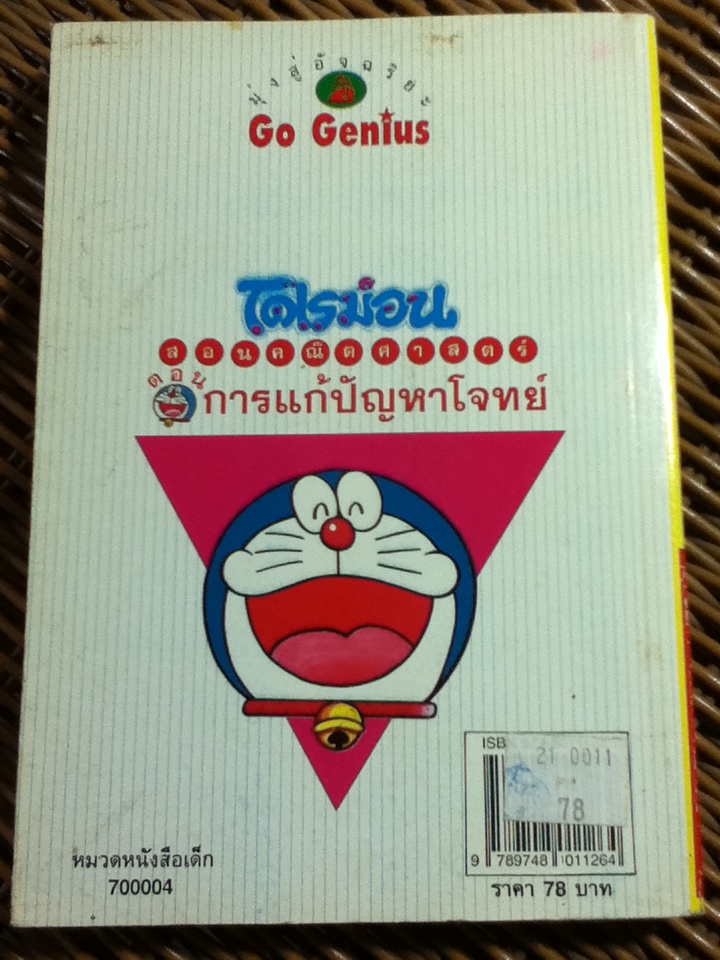 มุ่งสู่อัจฉริยะ
Go Genius
โดเรม่อน
สอนคณิตศาสตร์
ตอน
การแก้ปัญหาโจทย์
ISB
21 0011
78
9 789748 011264
หมวดหนังสือเด็ก
700004
ราคา 78 บาท